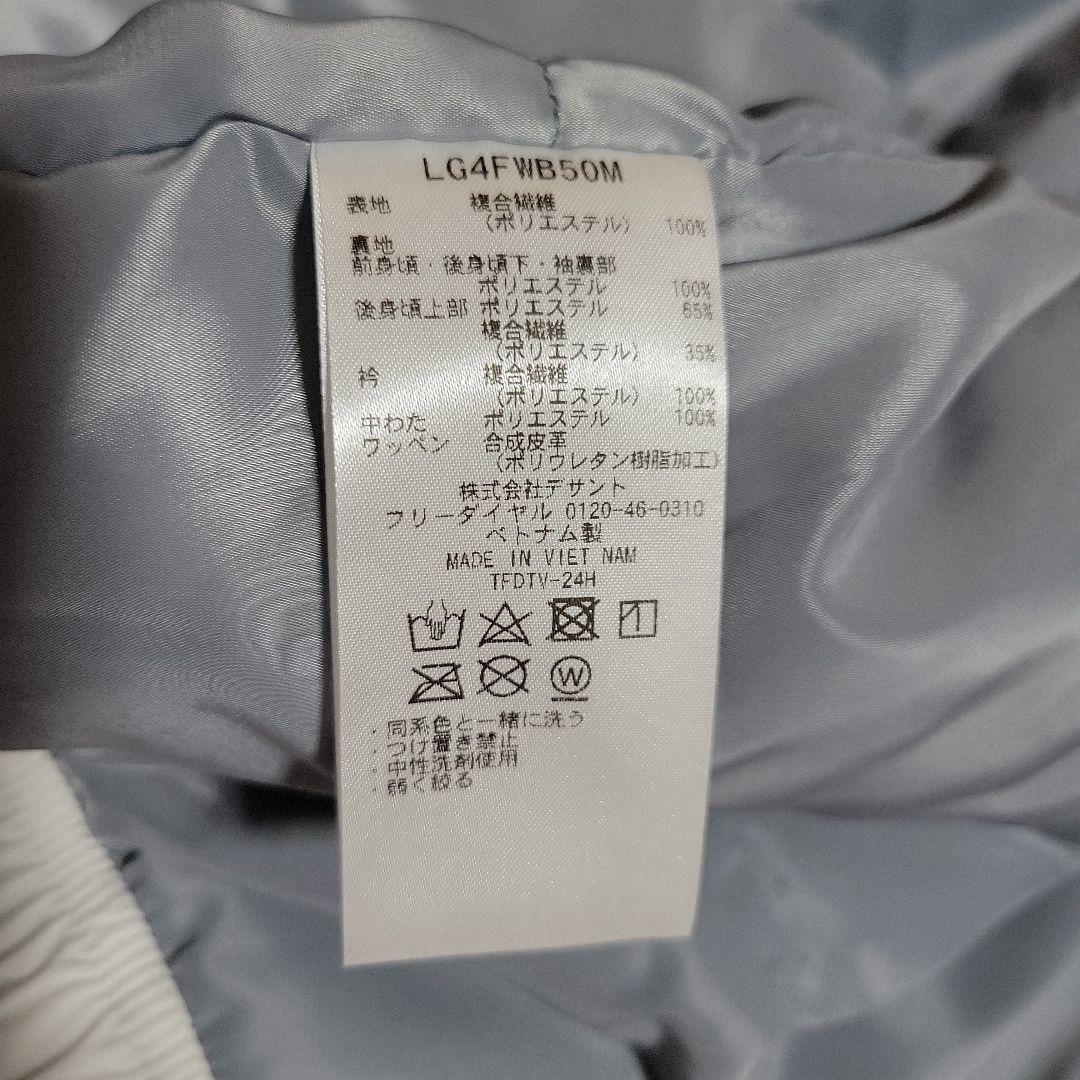 LG4FWB50M
表地 複合繊維
(ポリエステル) 100%
裏地
前身頃・後身頃下・袖裏部
ポリエステル 100%
後身頃上部 ポリエステル 65%
複合繊維
(ポリエステル) 35%
衿 複合繊維
(ポリエステル) 100%
中わた ポリエステル 100%
ワッペン 合成皮革
(ポリウレタン樹脂加工)
株式会社デサント
フリーダイヤル 0120-46-0310
ベトナム製
MADE IN VIET NAM
TFDTV-24H
W
・同系色と一緒に洗う
・つけ置き禁止
・中性洗剤使用
・弱く絞る